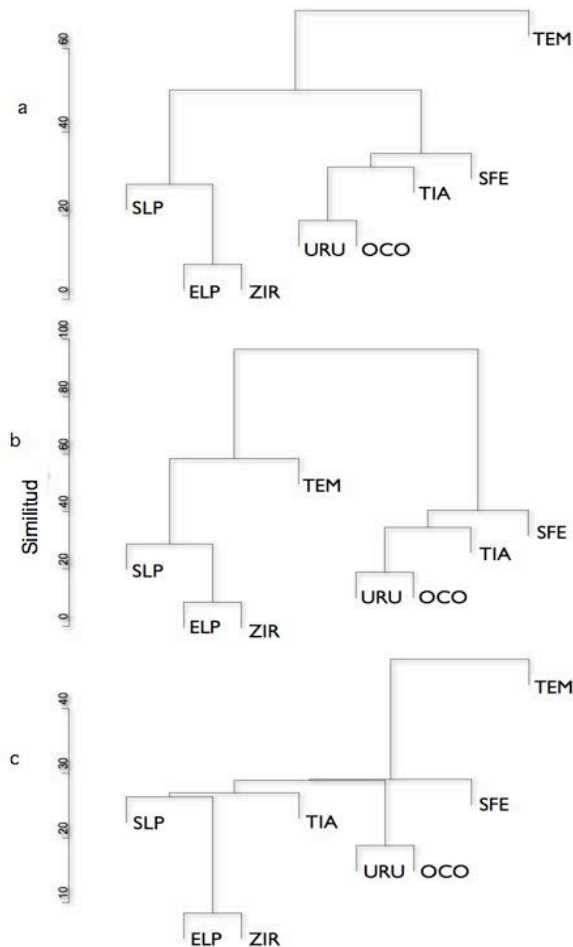 60
TEM
a
40
SFE
TIA
20
SLP
URU OCO
0
ELP ZIR
100
80
b
60
TEM
Similitud
40
SFE
TIA
20
SLP
URU OCO
0
ELP ZIR
40
TEM
c
30
SFE
SLP TIA
20
URU OCO
10
ELP ZIR